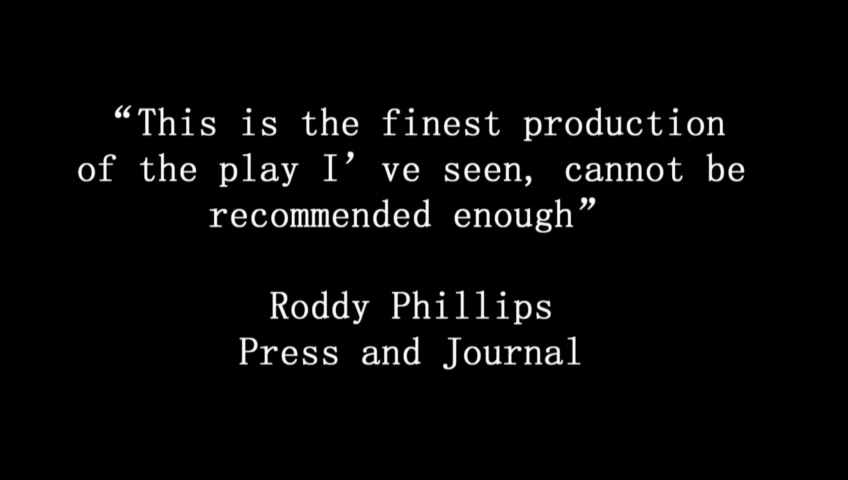 “This is the finest production
of the play I’ve seen, cannot be
recommended enough”
Roddy Phillips
Press and Journal